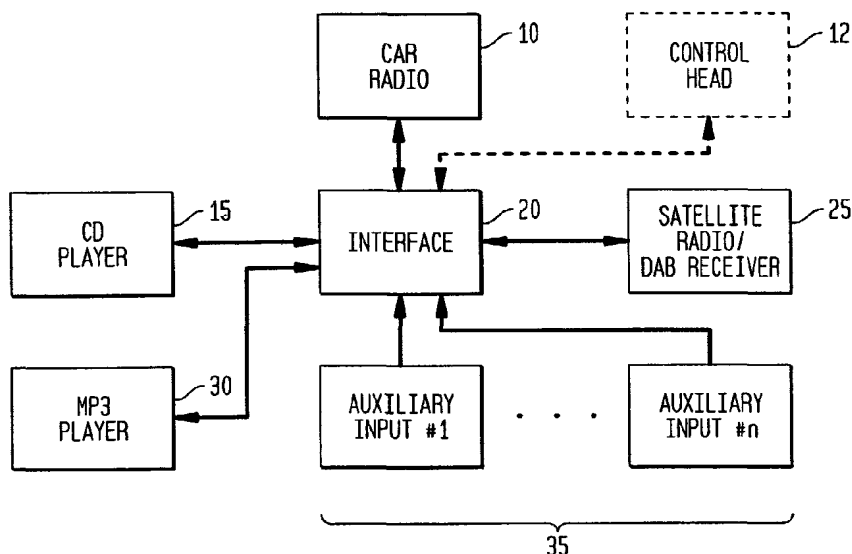 CAR
RADIO
10
CONTROL
HEAD
12
CD
PLAYER
15
INTERFACE
20
SATELLITE
RADIO/
DAB RECEIVER
25
MP3
PLAYER
30
AUXILIARY
INPUT #1
. . .
AUXILIARY
INPUT #n
35